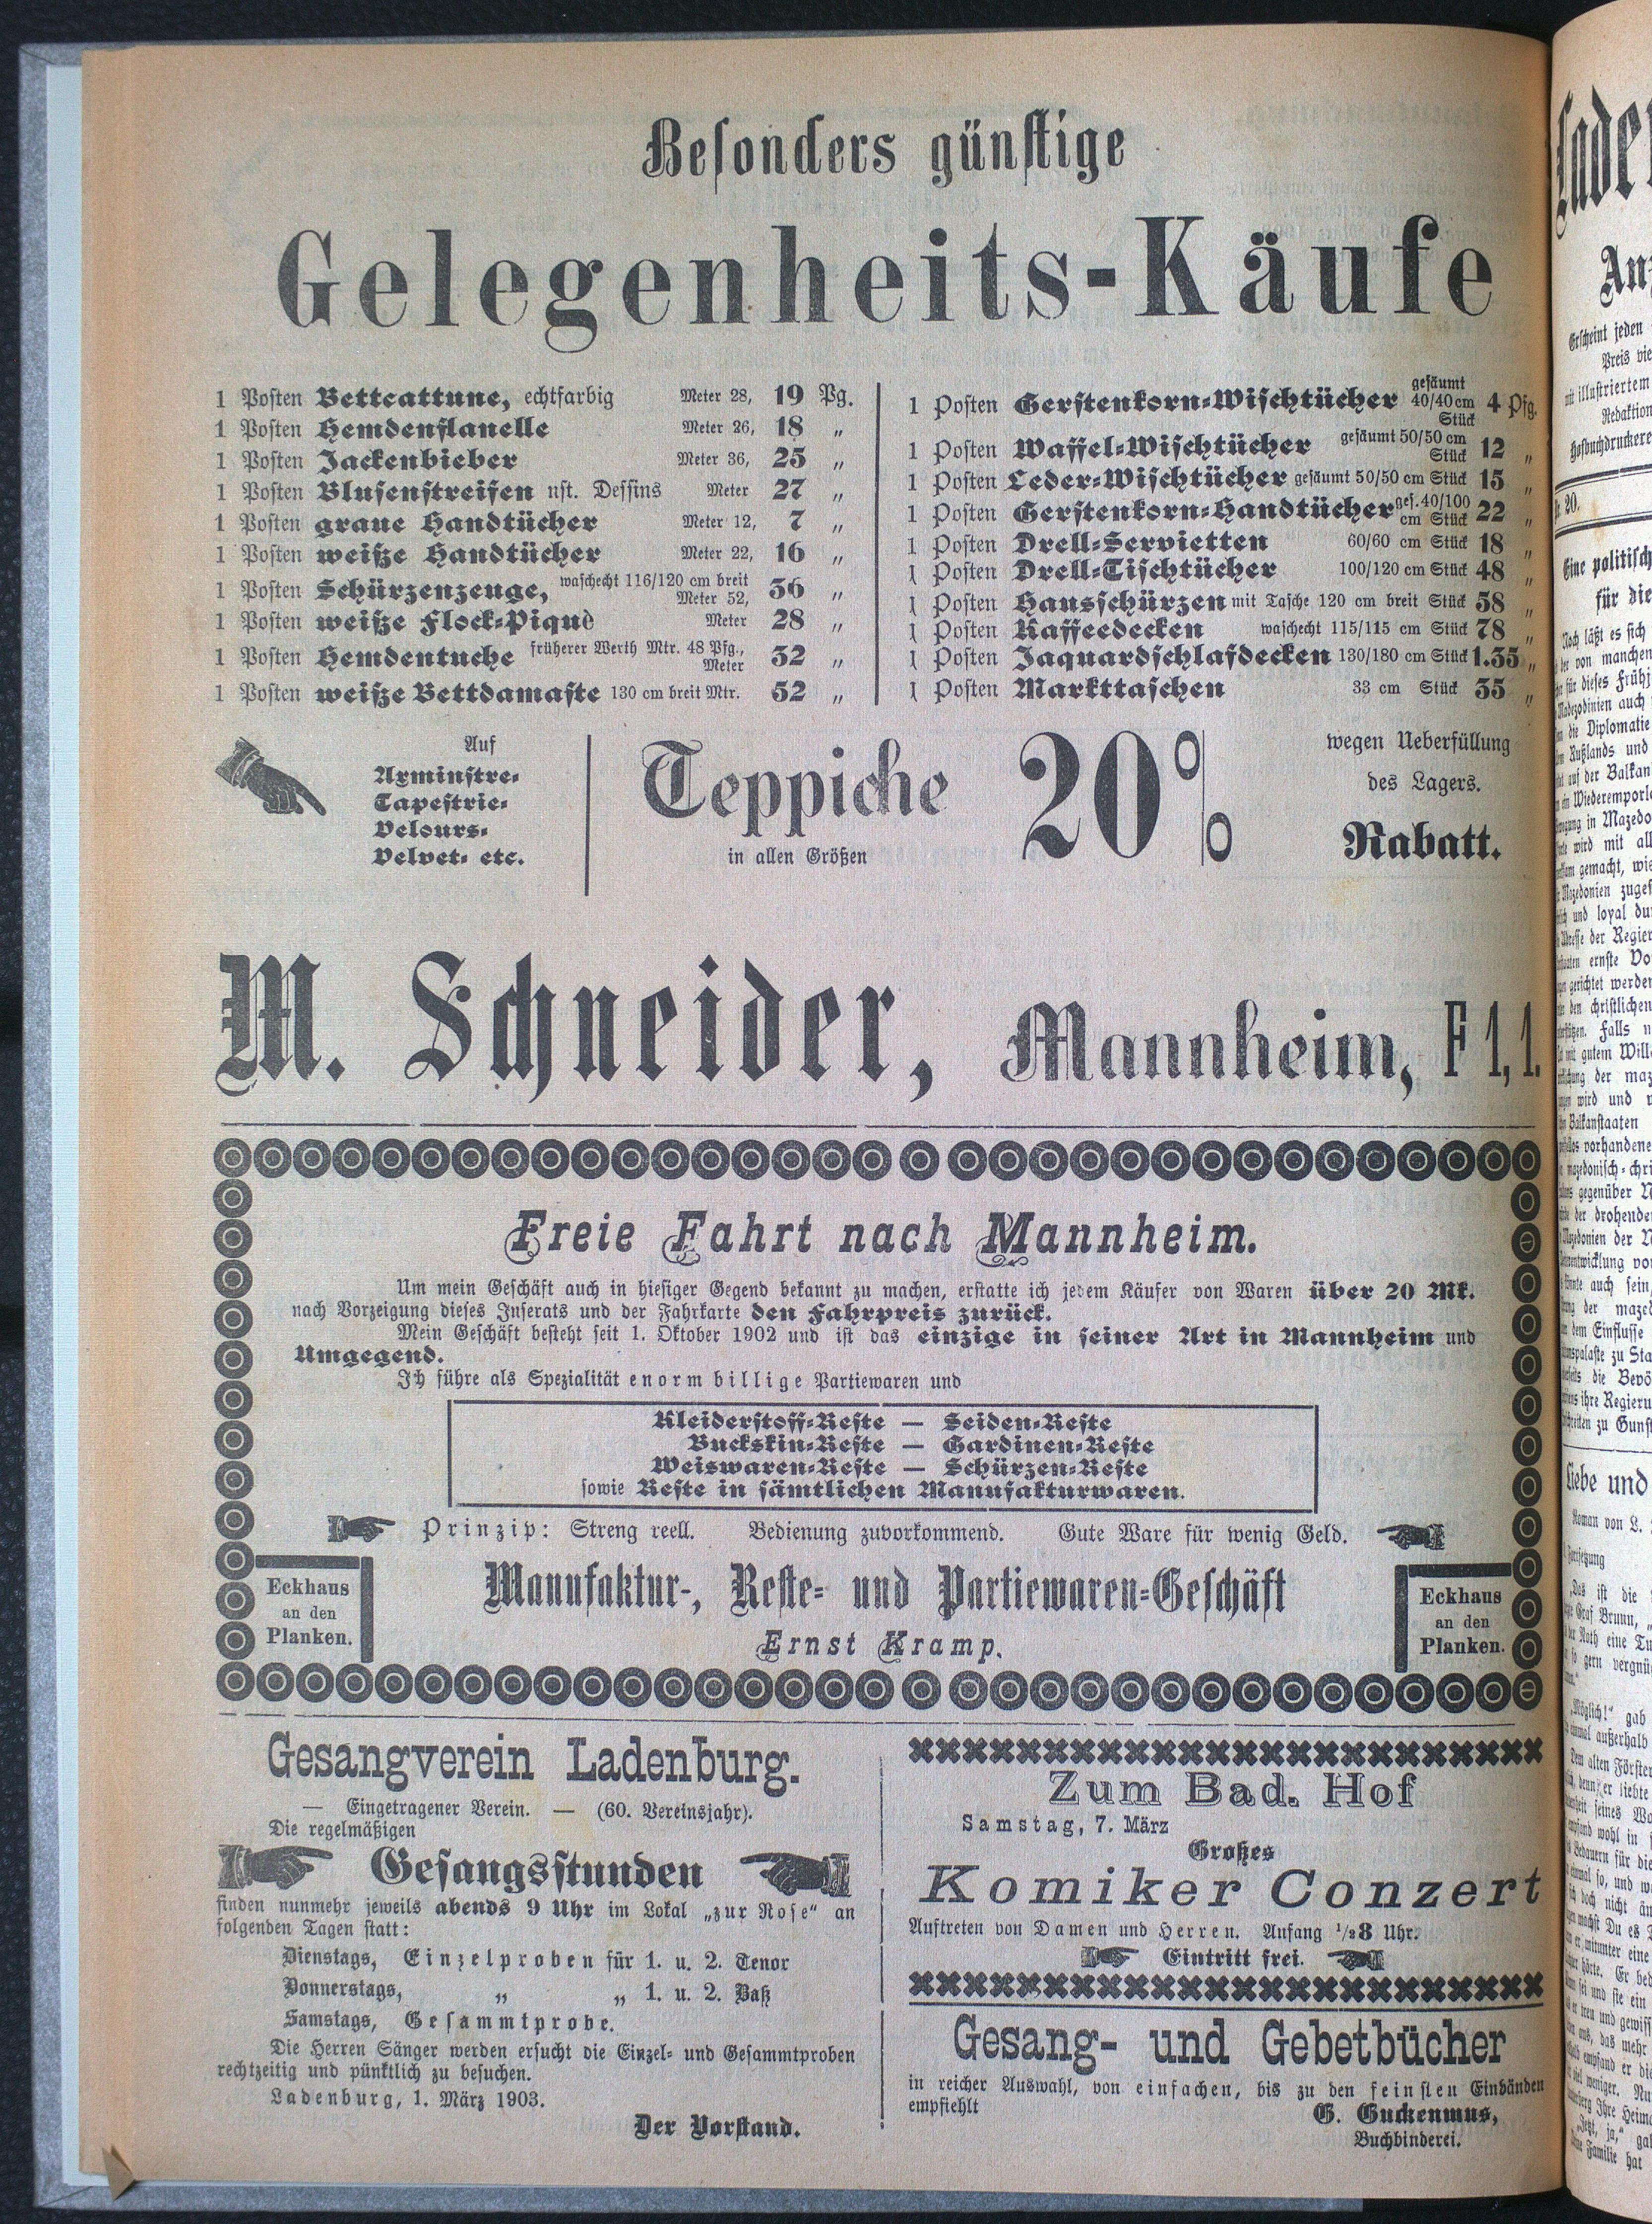 Besonders günstige
Gelegenheits-Käufe
1 Posten Bettcattune, echtfarbig Meter 28, 19 Pg.
1 Posten Hemdenflanelle Meter 26, 18 „
1 Posten Jackenbieber Meter 36, 25 „
1 Posten Blusenstreifen nst. Dessins Meter 27 „
1 Posten graue Handtücher Meter 12, 7 „
1 Posten weiße Handtücher Meter 22, 16 „
1 Posten Schürzenzeuge, waschecht 116/120 cm breit Meter 52, 36 „
1 Posten weiße Flock-Piquè Meter 28 „
1 Posten Hemdentuche früherer Werth Mtr. 48 Pfg., Meter 32 „
1 Posten weiße Bettdamaste 130 cm breit Mtr. 52 „
1 Posten Gerstenkorn-Wischtücher gesäumt 40/40 cm Stück 4 Pfg.
1 Posten Waffel-Wischtücher gesäumt 50/50 cm Stück 12 „
1 Posten Leder-Wischtücher gesäumt 50/50 cm Stück 15 „
1 Posten Gerstenkorn-Handtücher ges. 40/100 cm Stück 22 „
1 Posten Drell-Servietten 60/60 cm Stück 18 „
1 Posten Drell-Tischtücher 100/120 cm Stück 48 „
1 Posten Hausschürzen mit Tasche 120 cm breit Stück 58 „
1 Posten Kaffeedecken waschecht 115/115 cm Stück 78 „
1 Posten Jaquardschlafdecken 130/180 cm Stück 1.35 „
1 Posten Markttaschen 33 cm Stück 35 „
Auf
Axminstre-
Tapestrie-
Velours-
Velvet- etc.
Teppiche
in allen Größen
20%
wegen Ueberfüllung
des Lagers.
Rabatt.
M. Schneider, Mannheim, F 1, 1.
Freie Fahrt nach Mannheim.
Um mein Geschäft auch in hiesiger Gegend bekannt zu machen, erstatte ich jedem Käufer von Waren über 20 Mk.
nach Vorzeigung dieses Inserats und der Fahrkarte den Fahrpreis zurück.
Mein Geschäft besteht seit 1. Oktober 1902 und ist das einzige in seiner Art in Mannheim und
Umgegend.
Ich führe als Spezialität enorm billige Partiewaren und
Kleiderstoff-Reste — Seiden-Reste
Buckskin-Reste — Gardinen-Reste
Weiswaren-Reste — Schürzen-Reste
sowie Reste in sämtlichen Manufakturwaren.
Prinzip: Streng reell. Bedienung zuvorkommend. Gute Ware für wenig Geld.
Eckhaus
an den
Planken.
Manufaktur-, Reste- und Partiewaren-Geschäft
Ernst Kramp.
Eckhaus
an den
Planken.
Gesangverein Ladenburg.
— Eingetragener Verein. — (60. Vereinsjahr).
Die regelmäßigen
Gesangsstunden
finden nunmehr jeweils abends 9 Uhr im Lokal „zur Rose“ an
folgenden Tagen statt:
Dienstags, Einzelproben für 1. u. 2. Tenor
Donnerstags, „ „ 1. u. 2. Baß
Samstags, Gesammtprobe.
Die Herren Sänger werden ersucht die Einzel- und Gesammtproben
rechtzeitig und pünktlich zu besuchen.
Ladenburg, 1. März 1903.
Der Vorstand.
Zum Bad. Hof
Samstag, 7. März
Großes
Komiker Conzert
Auftreten von Damen und Herren. Anfang 1/28 Uhr.
Eintritt frei.
Gesang- und Gebetbücher
in reicher Auswahl, von einfachen, bis zu den feinsten Einbänden
empfiehlt
G. Guckenmus,
Buchbinderei.